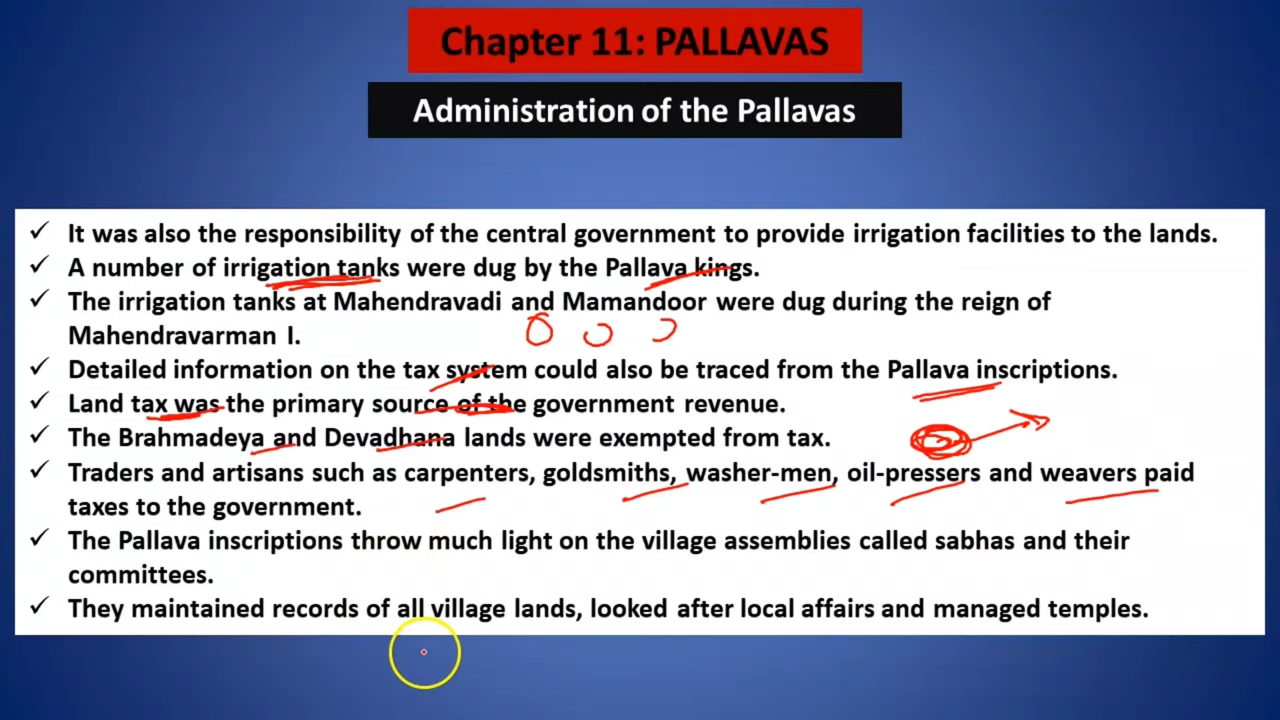 Chapter 11: PALLAVAS
Administration of the Pallavas
✓ It was also the responsibility of the central government to provide irrigation facilities to the lands.
✓ A number of irrigation tanks were dug by the Pallava kings.
✓ The irrigation tanks at Mahendravadi and Mamandoor were dug during the reign of
Mahendravarman I.
✓ Detailed information on the tax system could also be traced from the Pallava inscriptions.
✓ Land tax was the primary source of the government revenue.
✓ The Brahmadeya and Devadhana lands were exempted from tax.
✓ Traders and artisans such as carpenters, goldsmiths, washer-men, oil-pressers and weavers paid
taxes to the government.
✓ The Pallava inscriptions throw much light on the village assemblies called sabhas and their
committees.
✓ They maintained records of all village lands, looked after local affairs and managed temples.